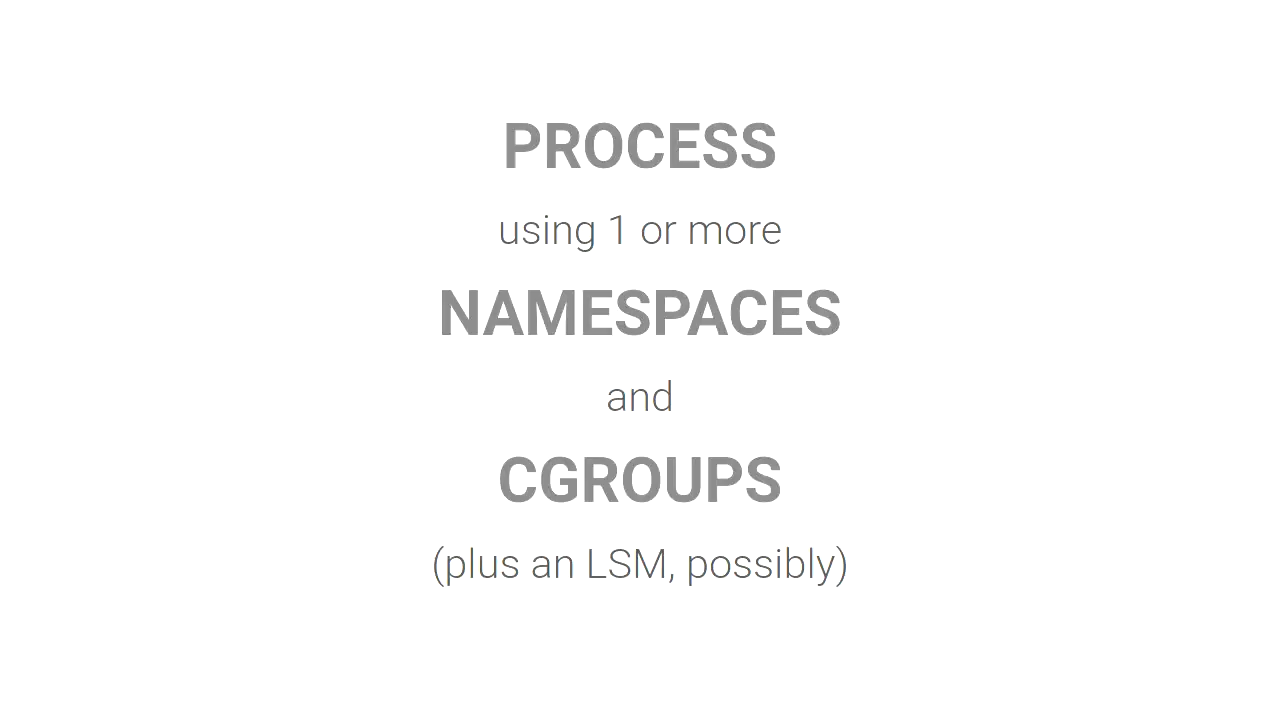 PROCESS
using 1 or more
NAMESPACES
and
CGROUPS
(plus an LSM, possibly)